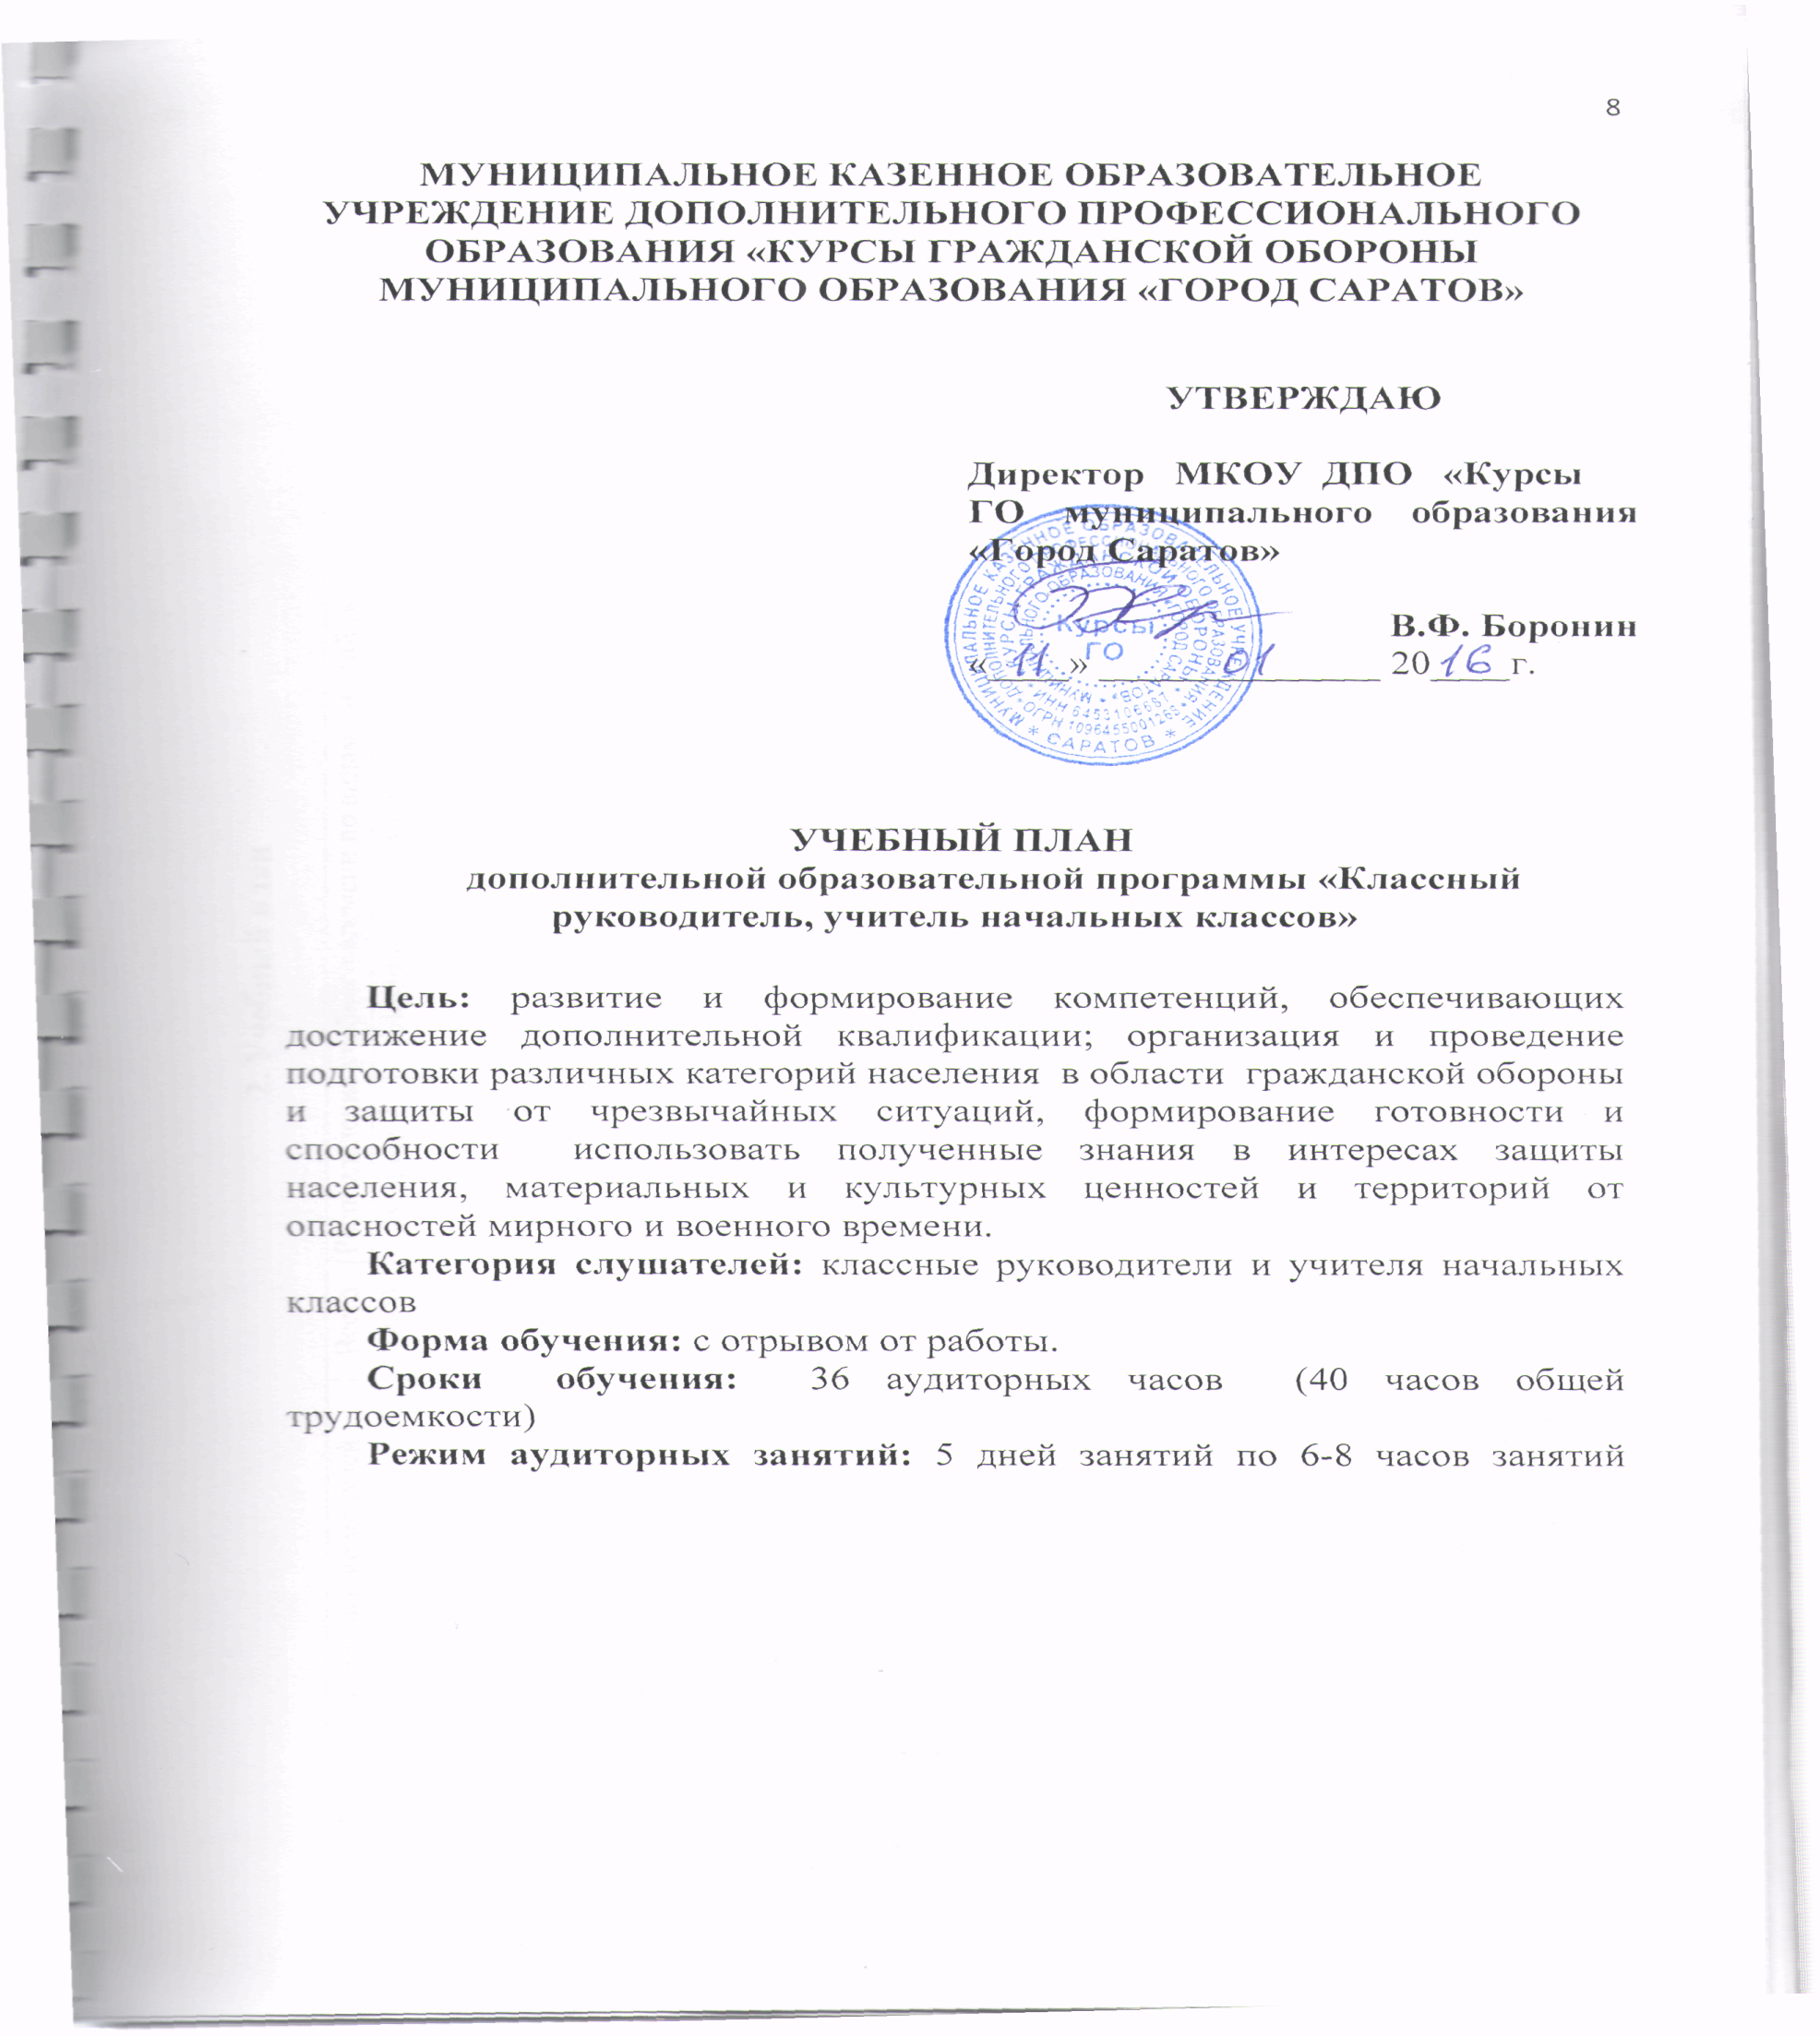 8
МУНИЦИПАЛЬНОЕ КАЗЕННОЕ ОБРАЗОВАТЕЛЬНОЕ
УЧРЕЖДЕНИЕ ДОПОЛНИТЕЛЬНОГО ПРОФЕССИОНАЛЬНОГО
ОБРАЗОВАНИЯ «КУРСЫ ГРАЖДАНСКОЙ ОБОРОНЫ
МУНИЦИПАЛЬНОГО ОБРАЗОВАНИЯ «ГОРОД САРАТОВ»
УТВЕРЖДАЮ
Директор МКОУ ДПО «Курсы
ГО муниципального образования
«Город Саратов»
В.Ф. Боронин
«11» 01 2016 г.
МУНИЦИПАЛЬНОЕ КАЗЕННОЕ ОБРАЗОВАТЕЛЬНОЕ УЧРЕЖДЕНИЕ
* САРАТОВ *
Курсы
ГО
УЧЕБНЫЙ ПЛАН
дополнительной образовательной программы «Классный
руководитель, учитель начальных классов»
Цель: развитие и формирование компетенций, обеспечивающих
достижение дополнительной квалификации; организация и проведение
подготовки различных категорий населения в области гражданской обороны
и защиты от чрезвычайных ситуаций, формирование готовности и
способности использовать полученные знания в интересах защиты
населения, материальных и культурных ценностей и территорий от
опасностей мирного и военного времени.
Категория слушателей: классные руководители и учителя начальных
классов
Форма обучения: с отрывом от работы.
Сроки обучения: 36 аудиторных часов (40 часов общей
трудоемкости)
Режим аудиторных занятий: 5 дней занятий по 6-8 часов занятий